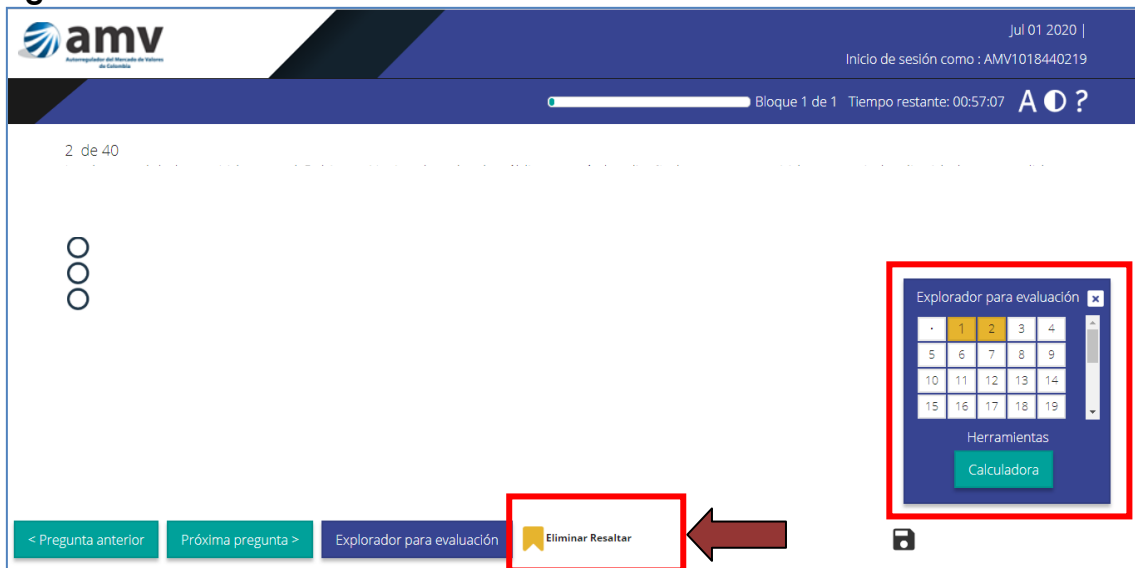 amv
Autorregulador del Mercado de Valores
de Colombia
Jul 01 2020 |
Inicio de sesión como : AMV1018440219
Bloque 1 de 1 Tiempo restante: 00:57:07 A ?
2 de 40
Explorador para evaluación x
· 1 2 3 4
5 6 7 8 9
10 11 12 13 14
15 16 17 18 19
Herramientas
Calculadora
< Pregunta anterior Próxima pregunta > Explorador para evaluación Eliminar Resaltar